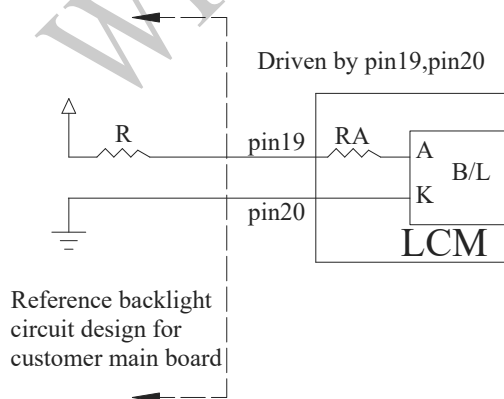 Driven by pin19,pin20
R
pin19
RA
A
B/L
K
pin20
LCM
Reference backlight
circuit design for
customer main board